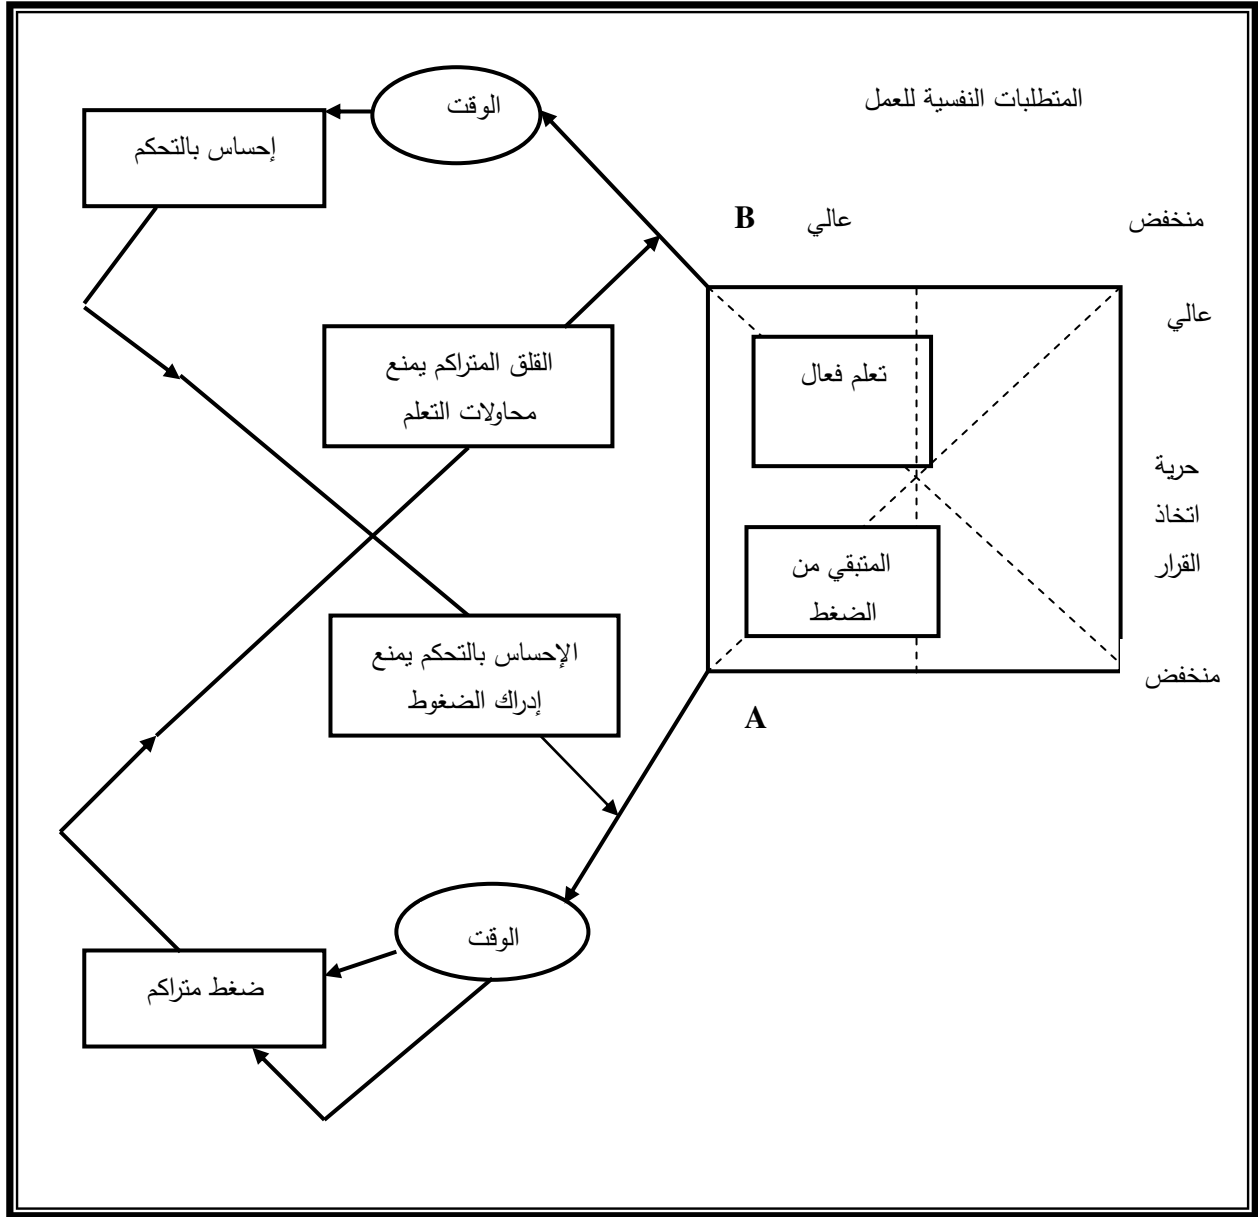 المتطلبات النفسية للعمل
الوقت
إحساس بالتحكم
منخفض
عالي
B
عالي
القلق المتراكم يمنع
محاولات التعلم
تعلم فعال
حرية
اتخاذ
القرار
المتبقي من
الضغط
الإحساس بالتحكم يمنع
إدراك الضغوط
منخفض
A
الوقت
ضغط متراكم